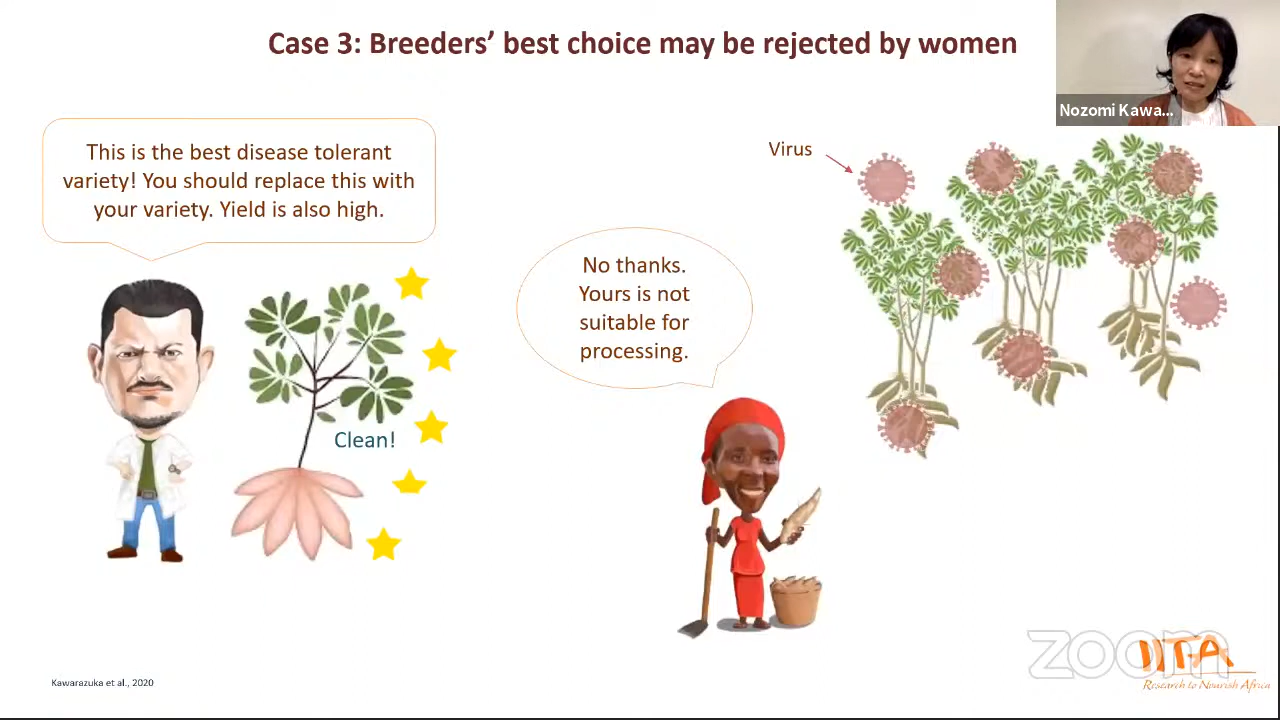 Case 3: Breeders’ best choice may be rejected by women
Nozomi Kawa...
This is the best disease tolerant
variety! You should replace this with
your variety. Yield is also high.
Virus
No thanks.
Yours is not
suitable for
processing.
Clean!
Kawarazuka et al., 2020
zoom
IITA
Research to Nourish Africa